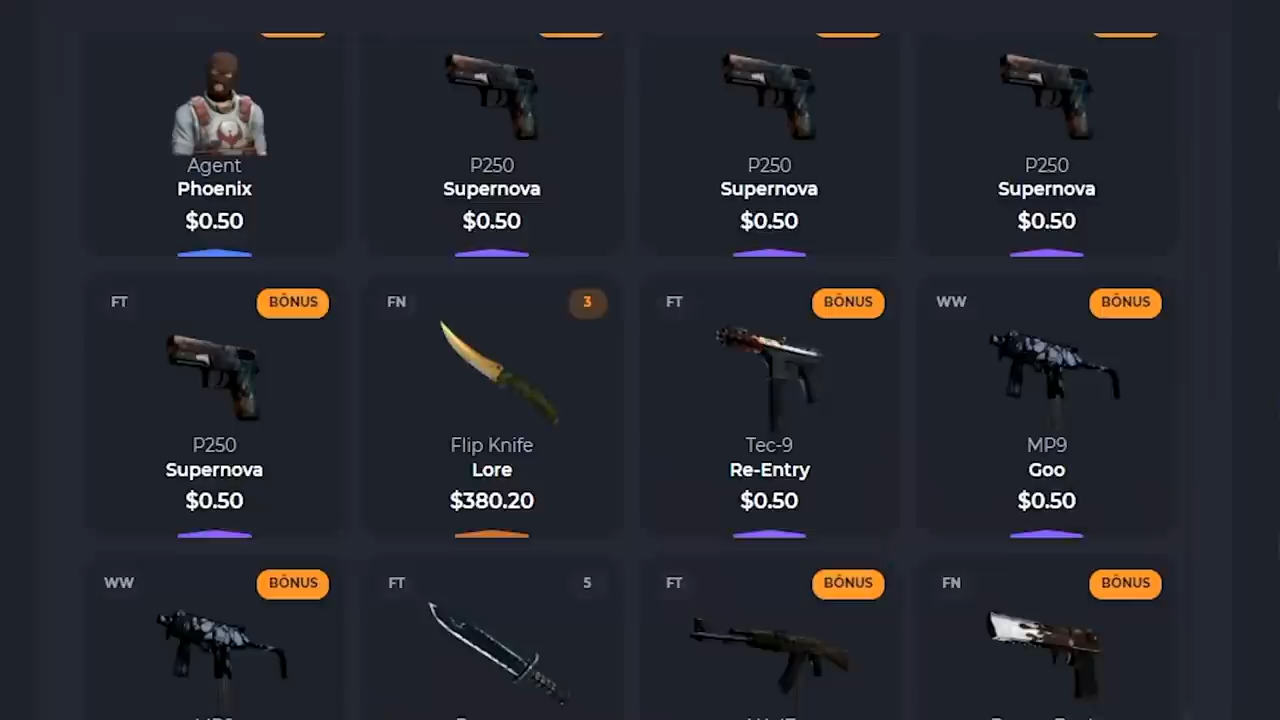 Agent
Phoenix
$0.50
P250
Supernova
$0.50
P250
Supernova
$0.50
P250
Supernova
$0.50
FT
BÔNUS
P250
Supernova
$0.50
FN
3
Flip Knife
Lore
$380.20
FT
BÔNUS
Tec-9
Re-Entry
$0.50
WW
BÔNUS
MP9
Goo
$0.50
WW
BÔNUS
FT
5
FT
BÔNUS
FN
BÔNUS